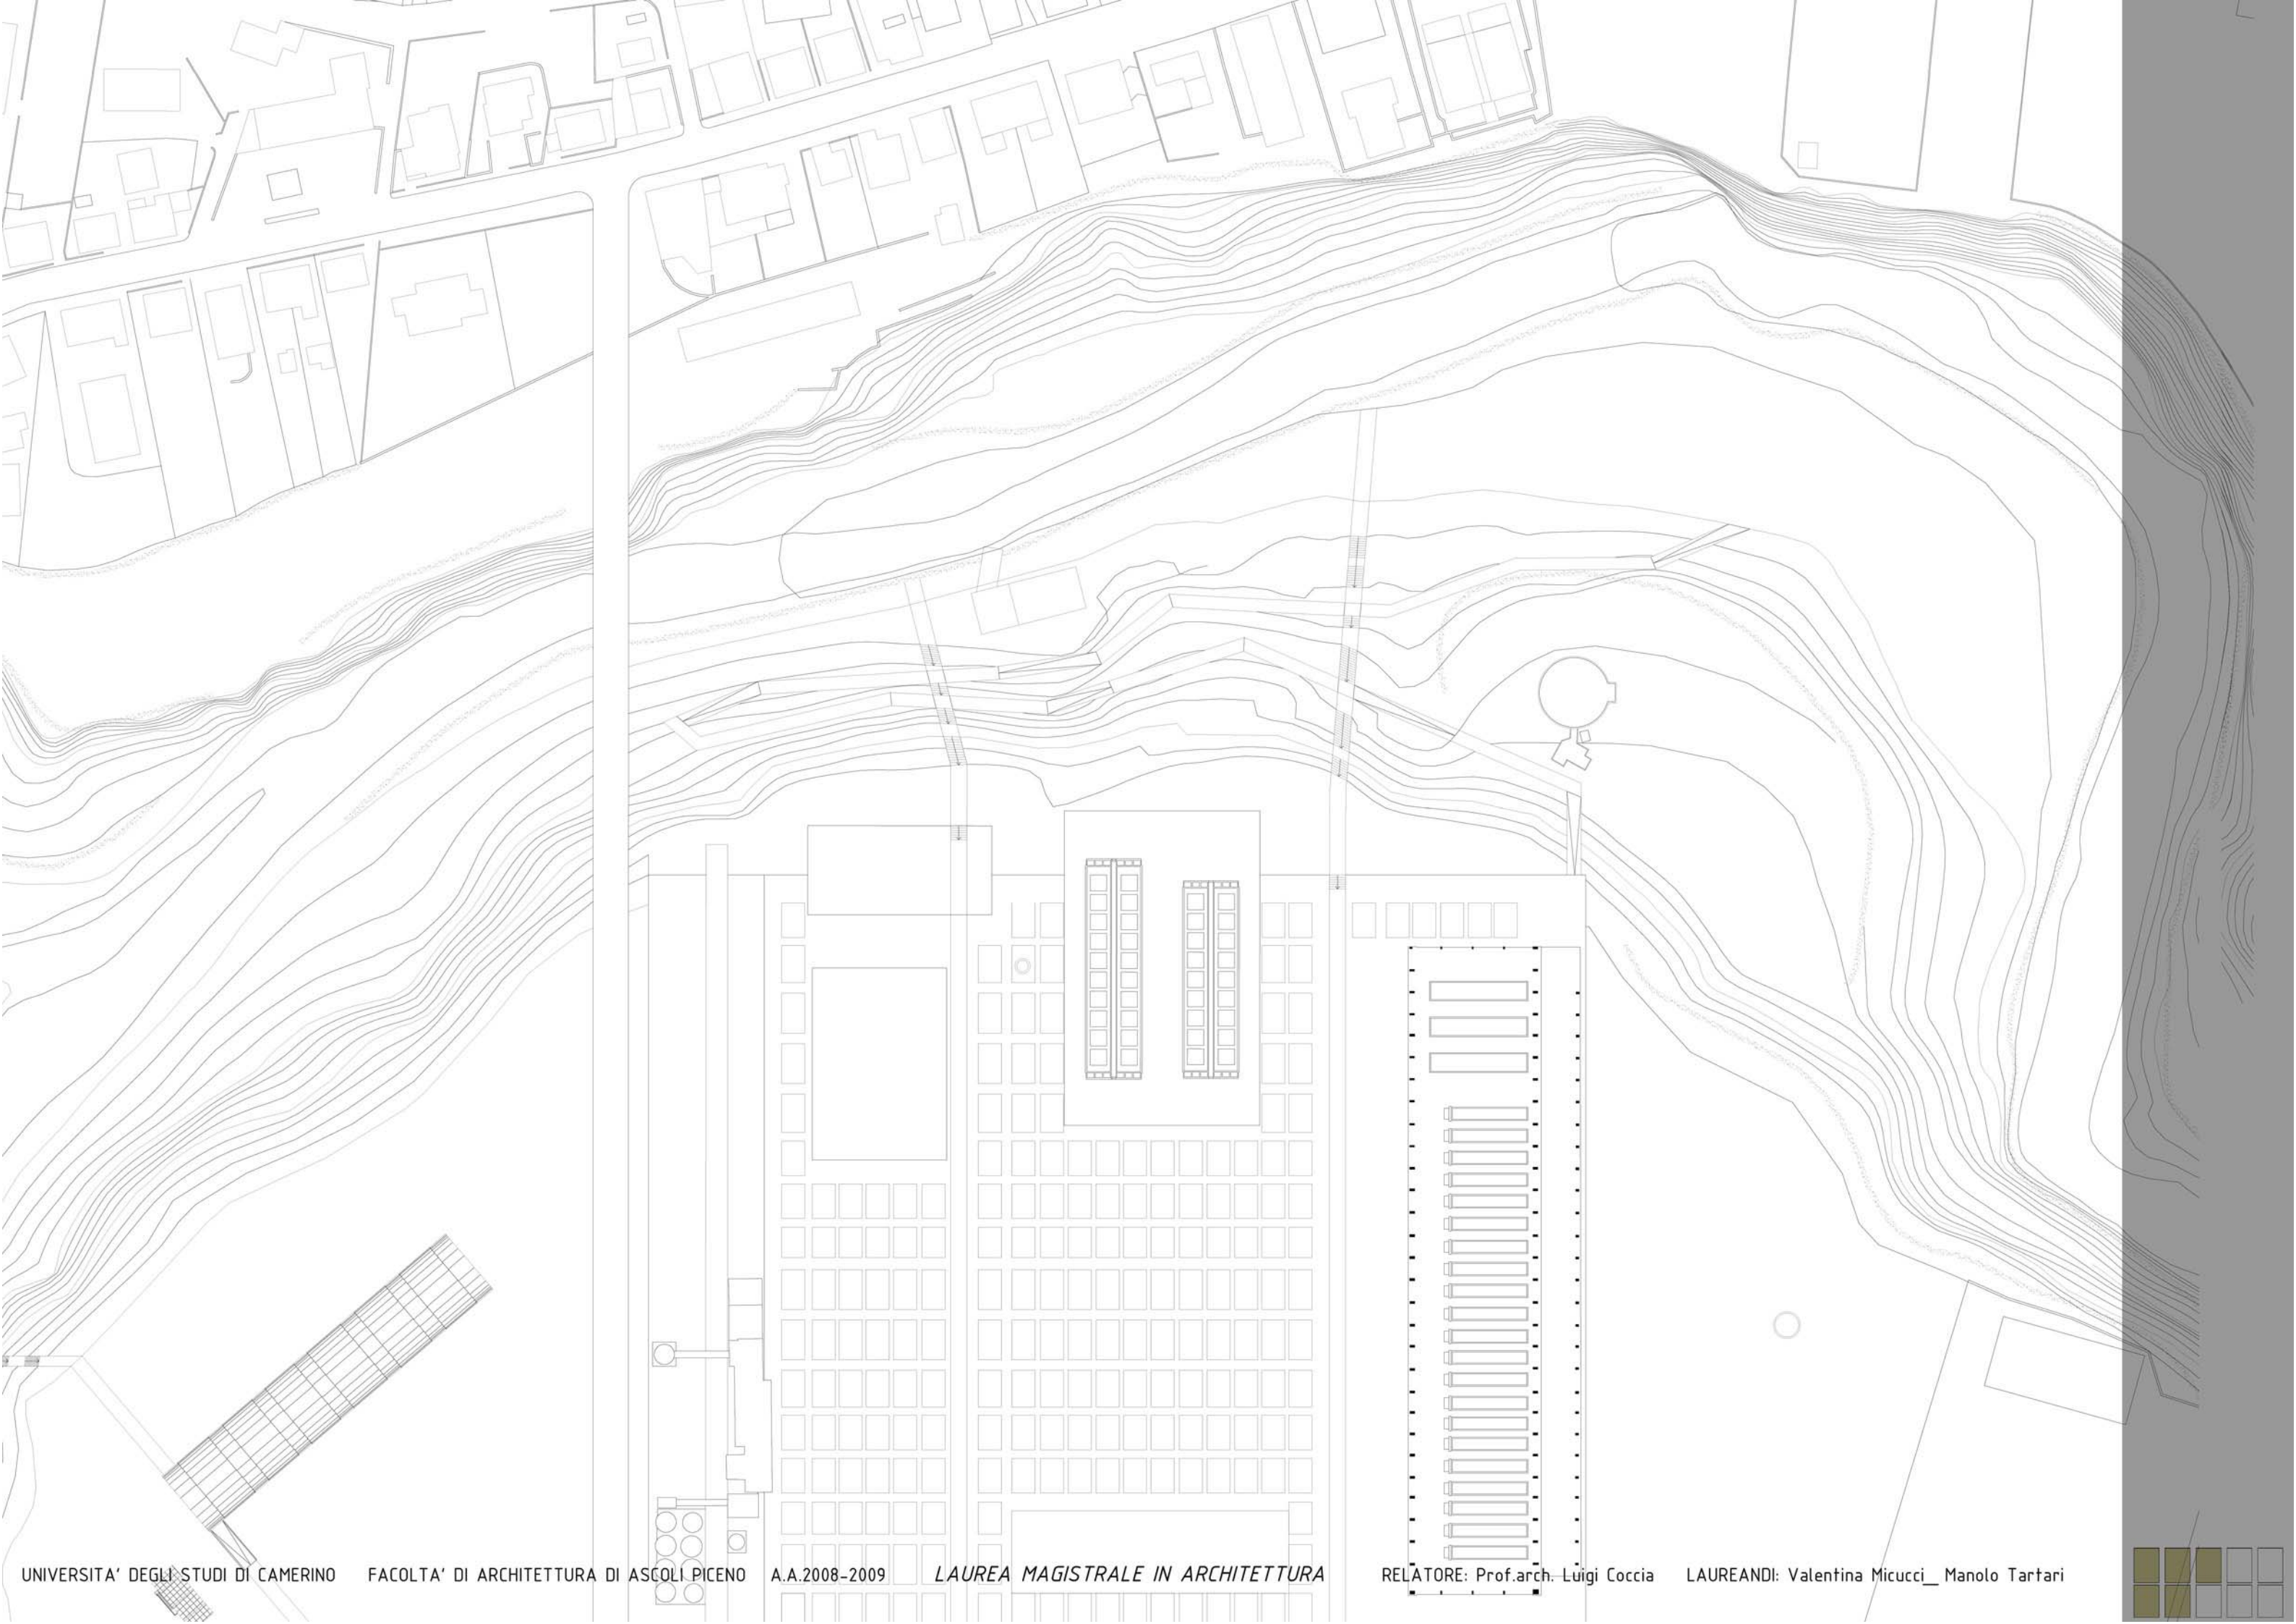 UNIVERSITA' DEGLI STUDI DI CAMERINO FACOLTA' DI ARCHITETTURA DI ASCOLI PICENO A.A.2008-2009 LAUREA MAGISTRALE IN ARCHITETTURA RELATORE: Prof.arch. Luigi Coccia LAUREANDI: Valentina Micucci_ Manolo Tartari